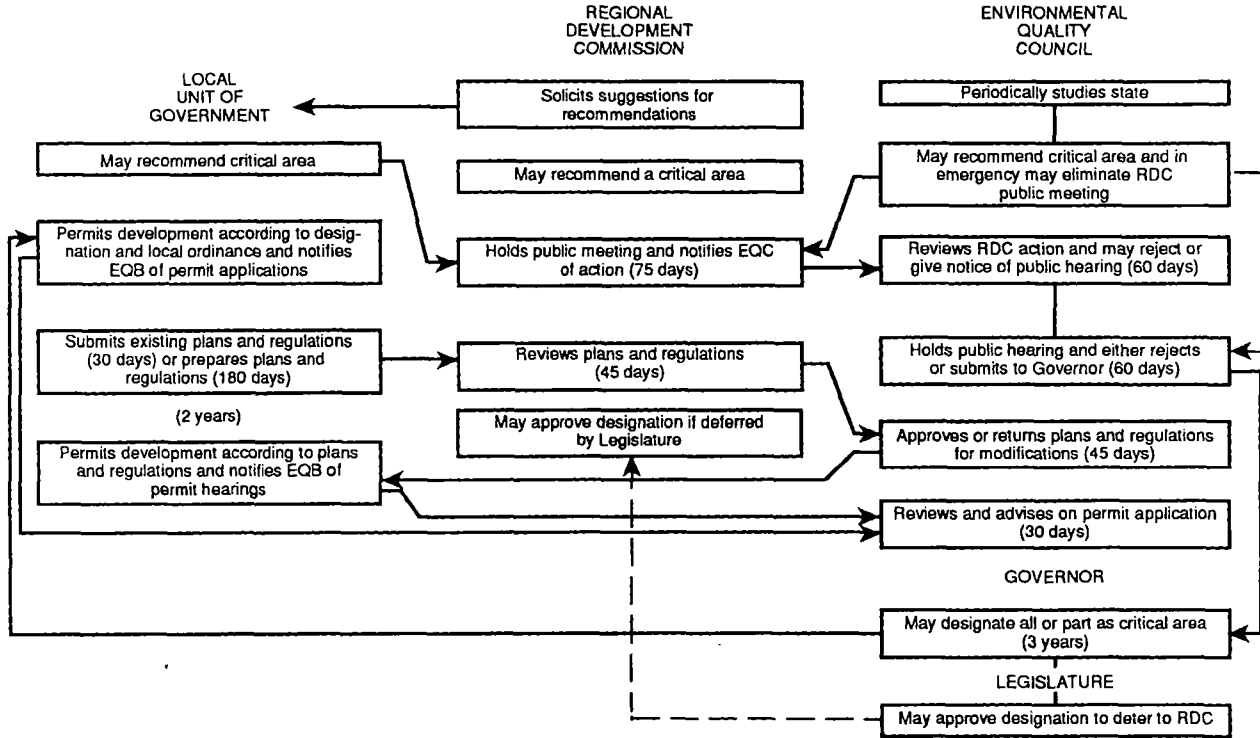 REGIONAL
DEVELOPMENT
COMMISSION
ENVIRONMENTAL
QUALITY
COUNCIL
LOCAL
UNIT OF
GOVERNMENT
Solicits suggestions for
recommendations
Periodically studies state
May recommend critical area
May recommend a critical area
May recommend critical area and in
emergency may eliminate RDC
public meeting
Permits development according to desig-
nation and local ordinance and notifies
EQB of permit applications
Holds public meeting and notifies EQC
of action (75 days)
Reviews RDC action and may reject or
give notice of public hearing (60 days)
Submits existing plans and regulations
(30 days) or prepares plans and
regulations (180 days)
Reviews plans and regulations
(45 days)
Holds public hearing and either rejects
or submits to Governor (60 days)
(2 years)
May approve designation if deferred
by Legislature
Approves or returns plans and regulations
for modifications (45 days)
Permits development according to plans
and regulations and notifies EQB of
permit hearings
Reviews and advises on permit application
(30 days)
GOVERNOR
May designate all or part as critical area
(3 years)
LEGISLATURE
May approve designation to deter to RDC